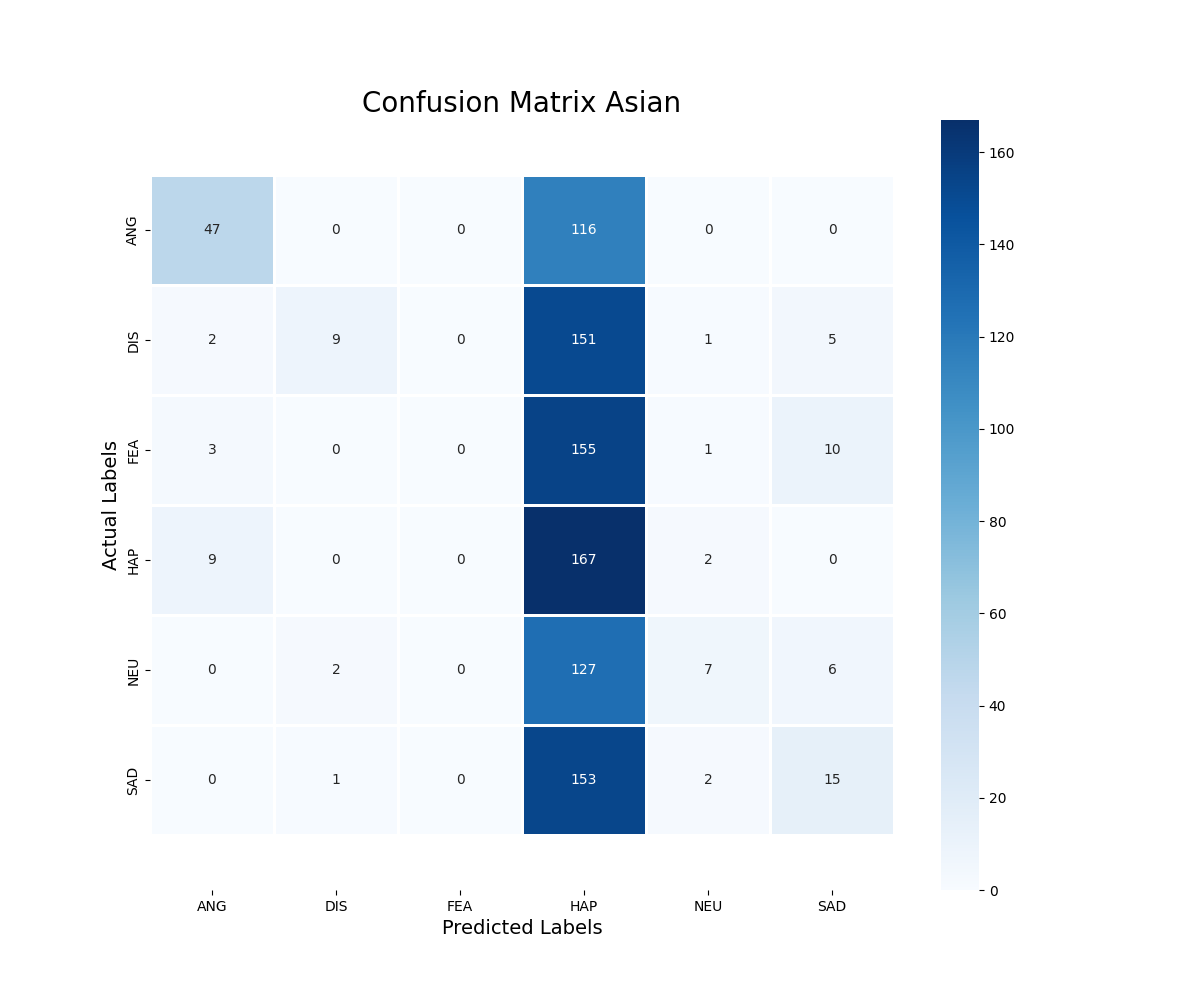 Confusion Matrix Asian
ANG 47 0 0 116 0 0
DIS 2 9 0 151 1 5
FEA 3 0 0 155 1 10
HAP 9 0 0 167 2 0
NEU 0 2 0 127 7 6
SAD 0 1 0 153 2 15
Actual Labels
ANG DIS FEA HAP NEU SAD
Predicted Labels
160
140
120
100
80
60
40
20
0